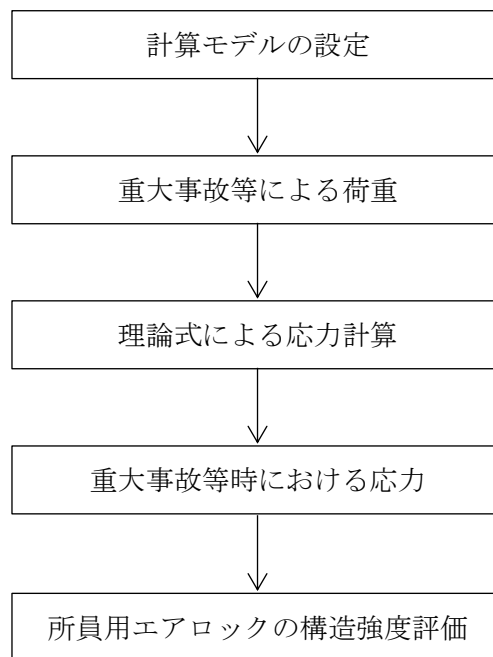 計算モデルの設定
重大事故等による荷重
理論式による応力計算
重大事故等時における応力
所員用エアロックの構造強度評価